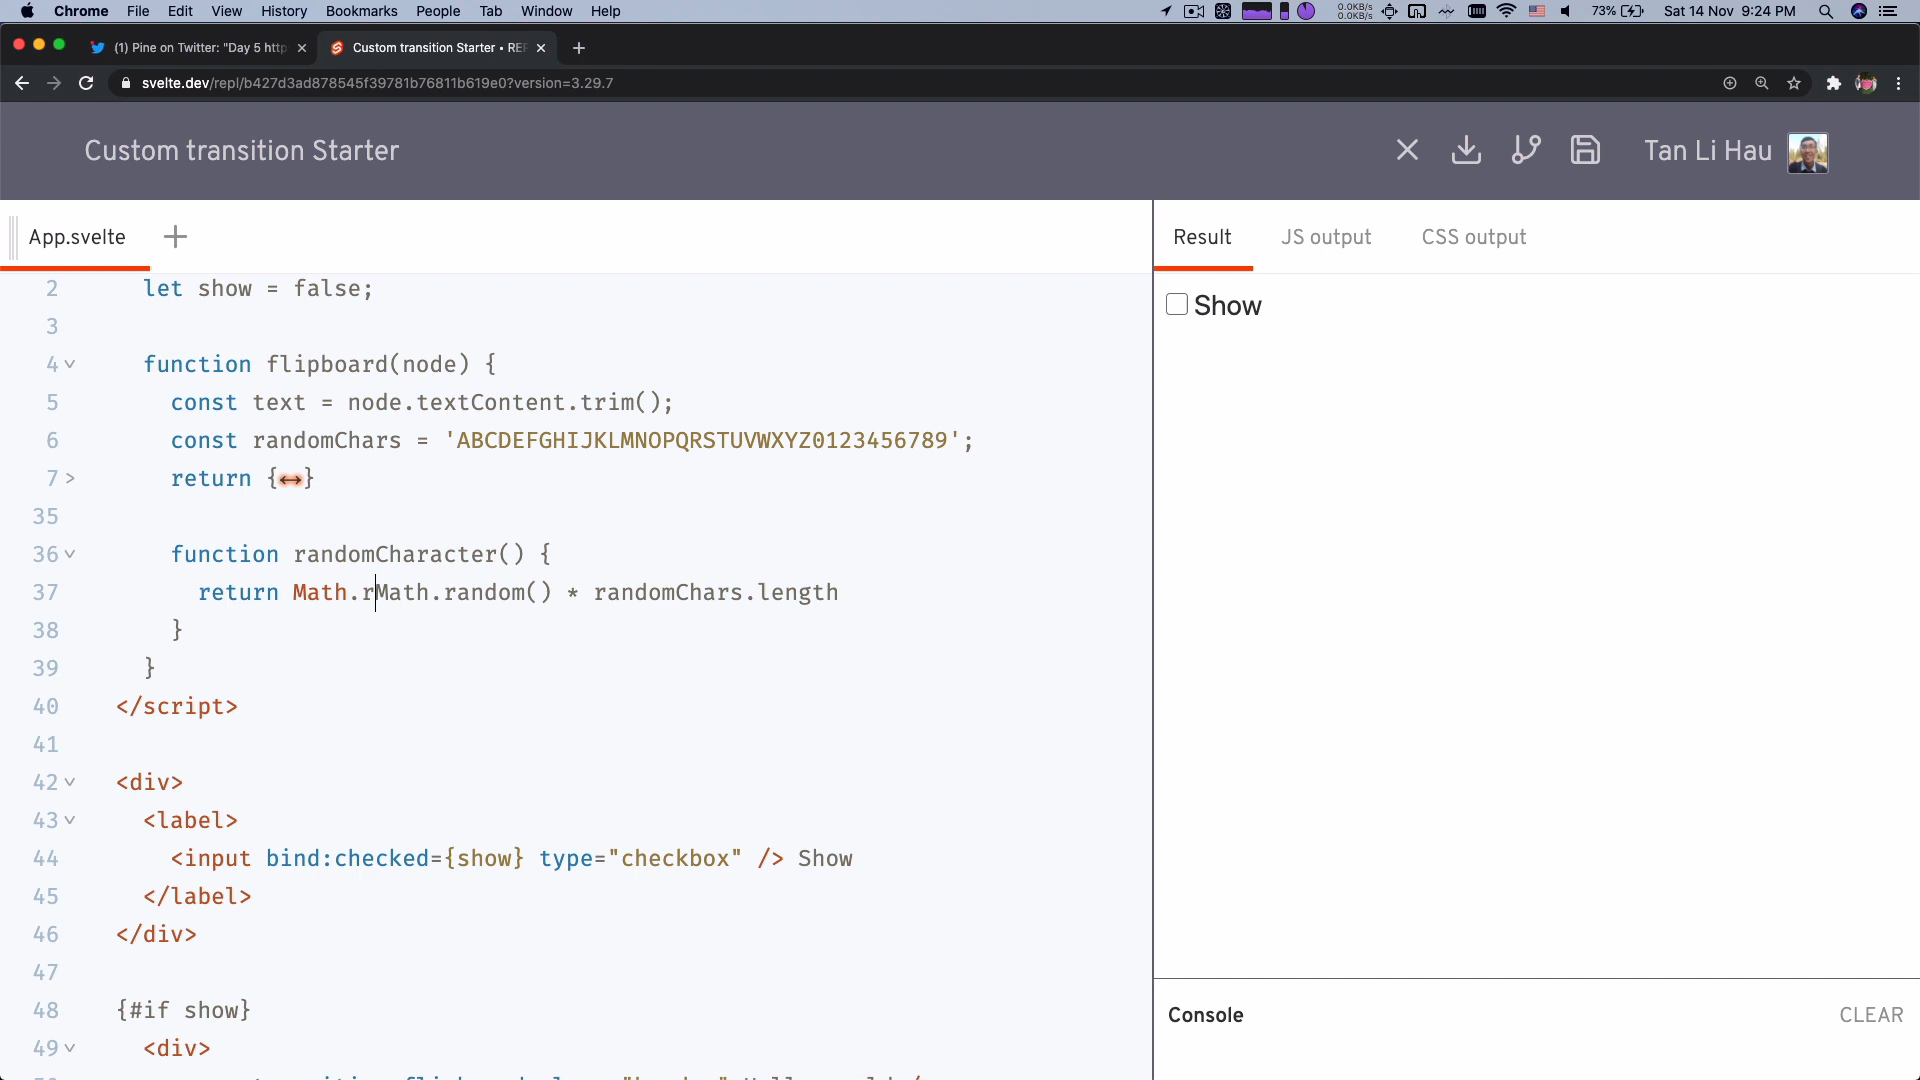 Chrome File Edit View History Bookmarks People Tab Window Help
0.0KB/s
0.0KB/s
73% Sat 14 Nov 9:24 PM
(1) Pine on Twitter: "Day 5 http
Custom transition Starter • REP
svelte.dev/repl/b427d3ad878545f39781b76811b619e0?version=3.29.7
Custom transition Starter
Tan Li Hau
App.svelte
2 let show = false;
3
4 function flipboard(node) {
5 const text = node.textContent.trim();
6 const randomChars = 'ABCDEFGHIJKLMNOPQRSTUVWXYZ0123456789';
7 return {↔}
35
36 function randomCharacter() {
37 return Math.rMath.random() * randomChars.length
38 }
39 }
40 </script>
41
42 <div>
43 <label>
44 <input bind:checked={show} type="checkbox" /> Show
45 </label>
46 </div>
47
48 {#if show}
49 <div>
Result JS output CSS output
Show
Console
CLEAR